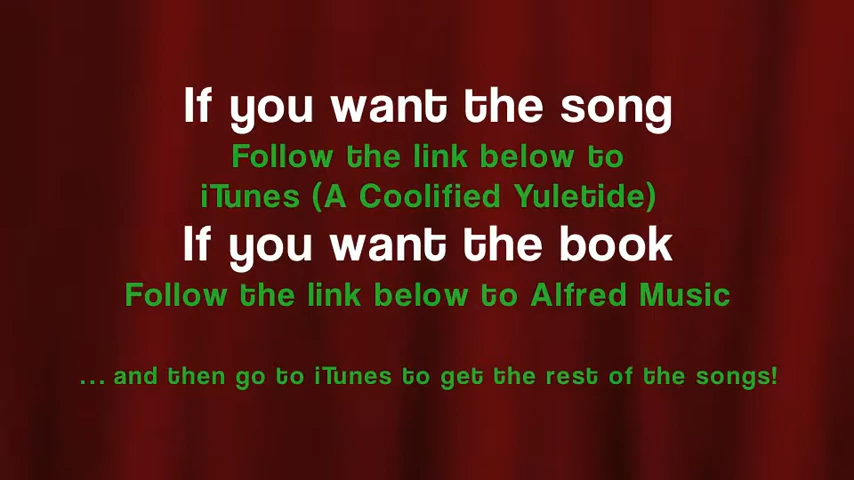 If you want the song
Follow the link below to
iTunes (A Coolified Yuletide)
If you want the book
Follow the link below to Alfred Music
... and then go to iTunes to get the rest of the songs!